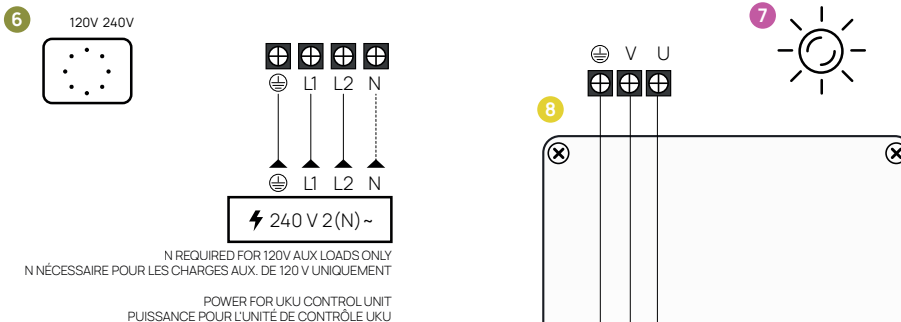 6
120V 240V
L1 L2 N
L1 L2 N
240 V 2(N)~
N REQUIRED FOR 120V AUX LOADS ONLY
N NÉCESSAIRE POUR LES CHARGES AUX. DE 120 V UNIQUEMENT
POWER FOR UKU CONTROL UNIT
PUISSANCE POUR L'UNITÉ DE CONTRÔLE UKU
7
V U
8